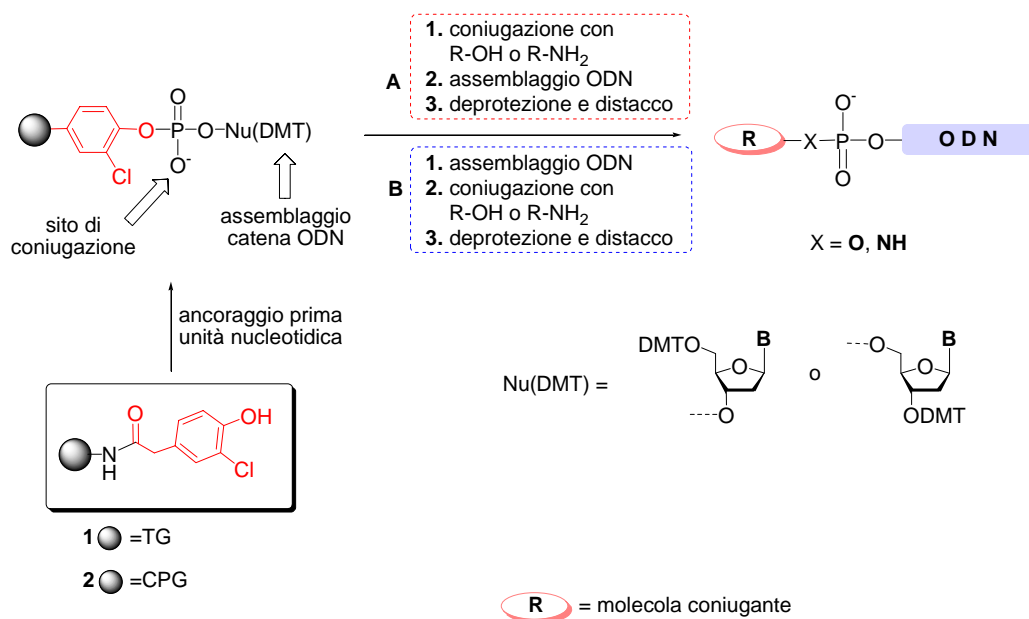 1. coniugazione con
R-OH o R-NH2
A
2. assemblaggio ODN
3. deprotezione e distacco
O
O P O-Nu(DMT)
O-
Cl
sito di
coniugazione
assemblaggio
catena ODN
B
1. assemblaggio ODN
2. coniugazione con
R-OH o R-NH2
3. deprotezione e distacco
O-
R X-P-O O D N
O
X = O, NH
ancoraggio prima
unità nucleotidica
O
OH
N
H
Cl
1 =TG
2 =CPG
Nu(DMT) =
DMTO
O
B
O
o
O
O
B
ODMT
R = molecola coniugante